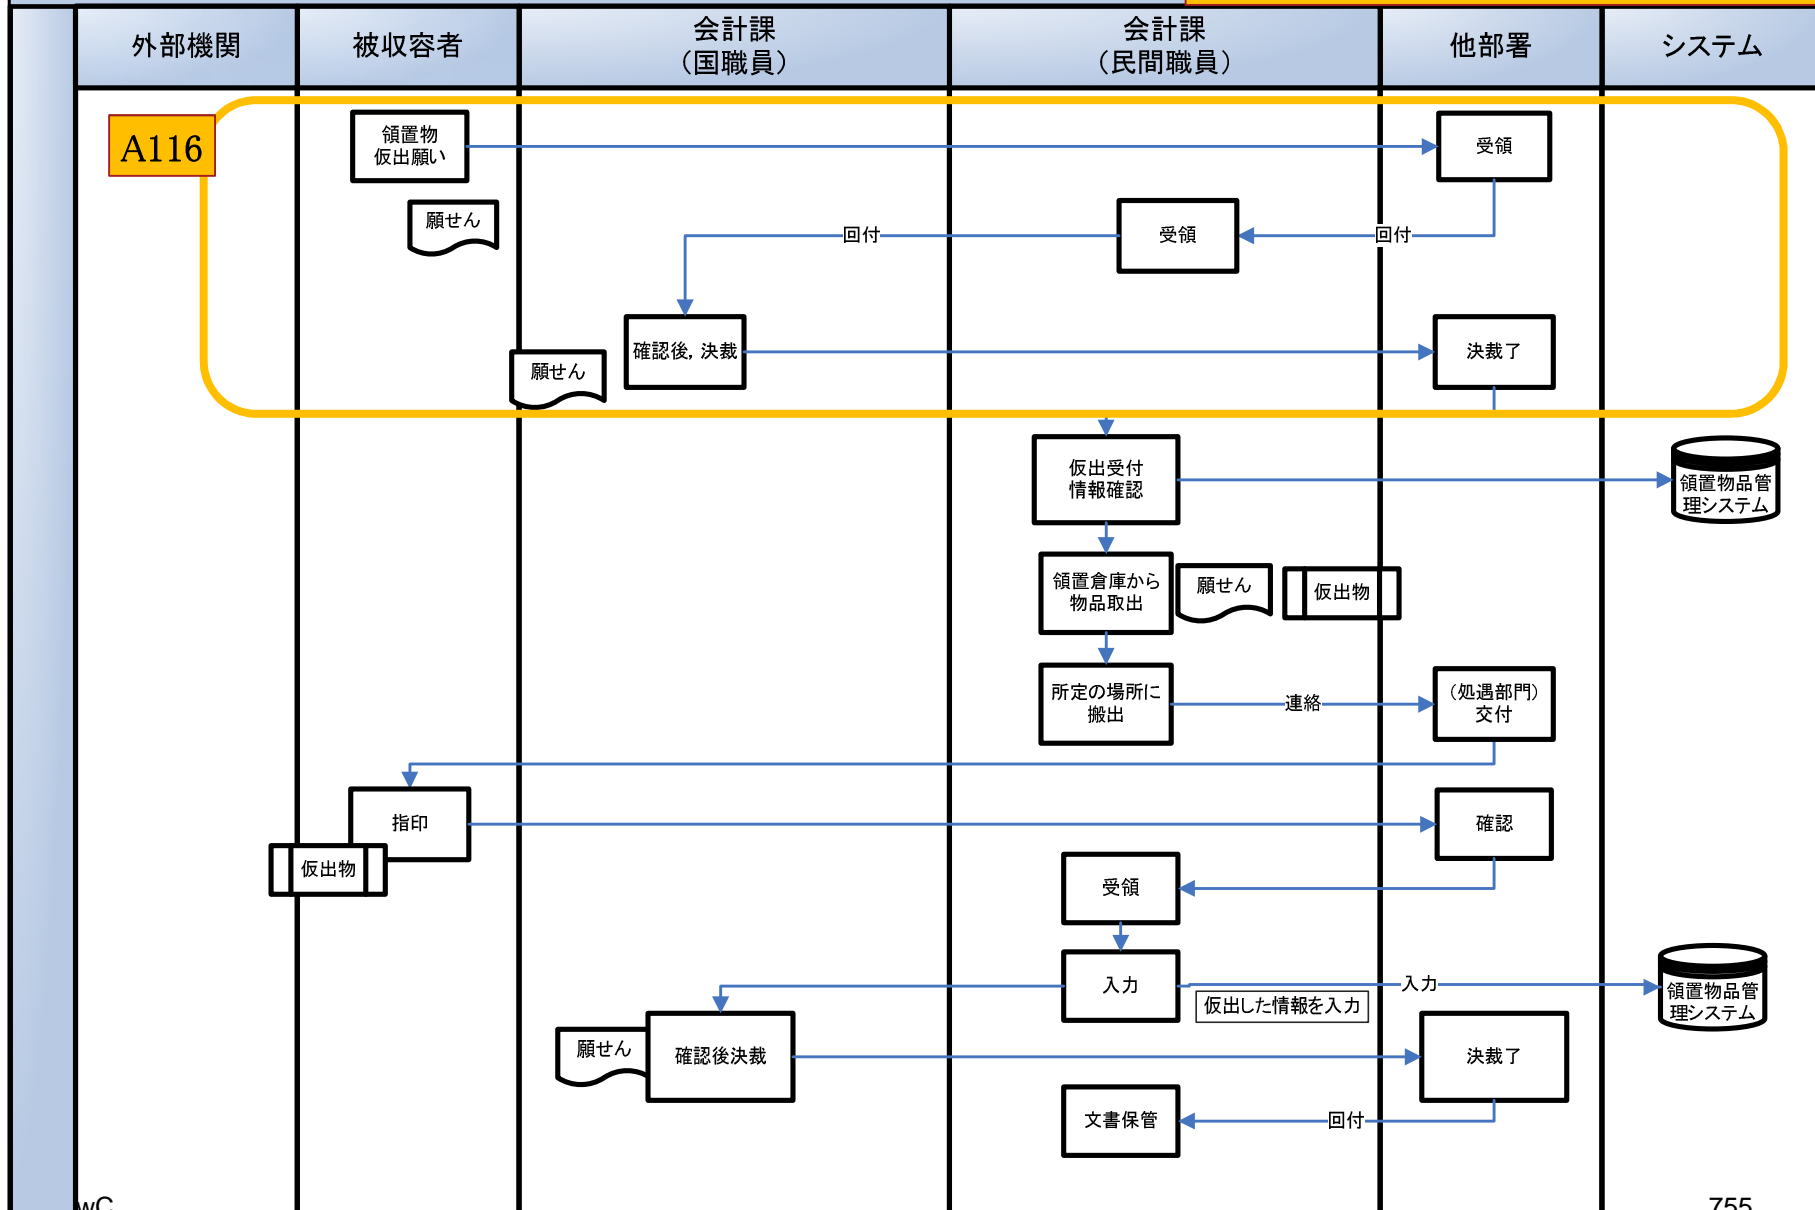 外部機関
被収容者
会計課
（国職員）
会計課
（民間職員）
他部署
システム
A116
領置物
仮出願い
受領
願せん
回付
受領
回付
願せん
確認後，決裁
決裁了
仮出受付
情報確認
領置物品管
理システム
領置倉庫から
物品取出
願せん
仮出物
所定の場所に
搬出
連絡
（処遇部門）
交付
指印
仮出物
確認
受領
入力
入力
仮出した情報を入力
領置物品管
理システム
願せん
確認後決裁
決裁了
文書保管
回付
wC
755